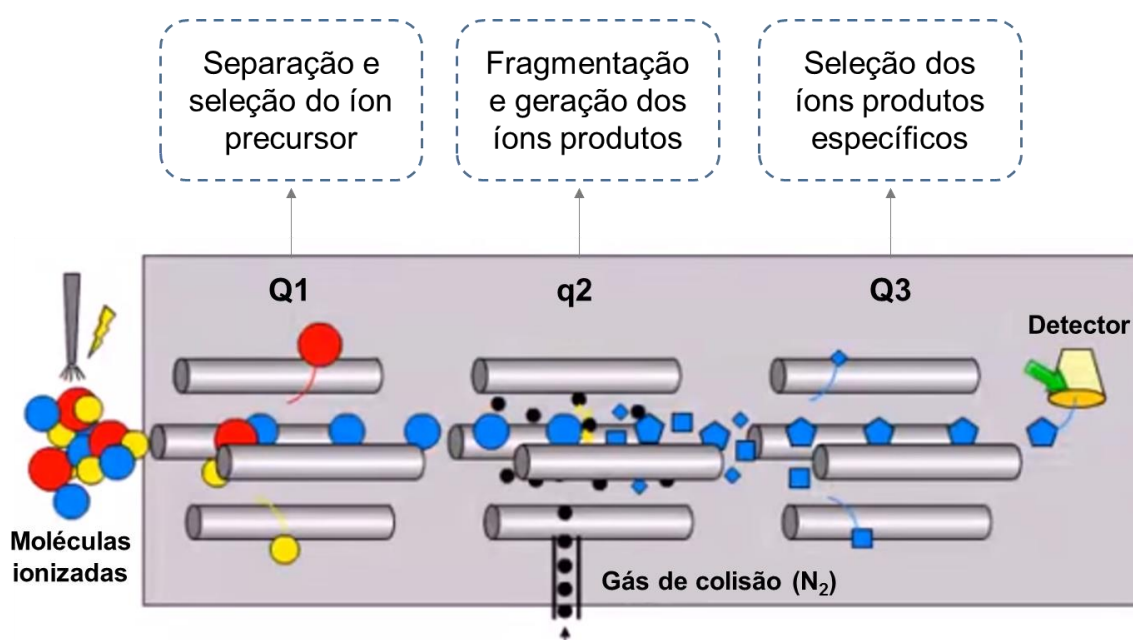 Separação e
seleção do íon
precursor
Fragmentação
e geração dos
íons produtos
Seleção dos
íons produtos
específicos
Q1
q2
Q3
Detector
Moléculas
ionizadas
Gás de colisão (N₂)